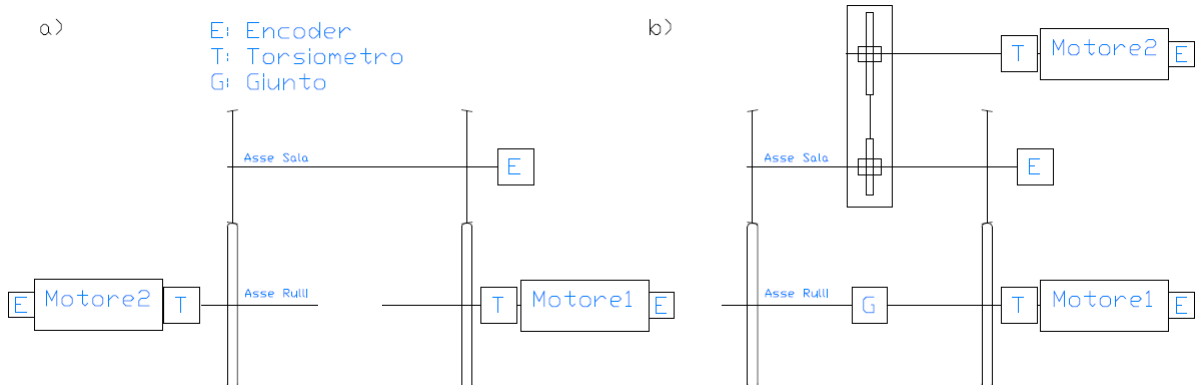 a)
E: Encoder
T: Torsiometro
G: Giunto
b)
T
Motore2
E
Asse Sala
E
Asse Sala
E
E
Motore2
T
Asse Rulli
T
Motore1
E
Asse Rulli
G
T
Motore1
E